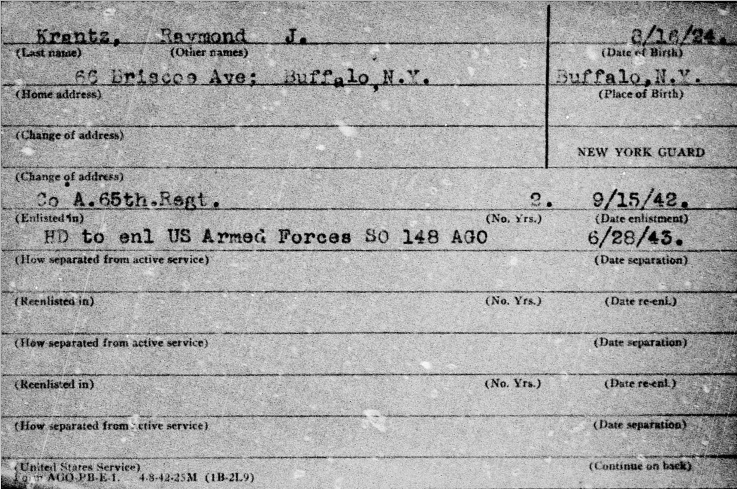 Krantz, Raymond J. 3/16/24.
(Last name) (Other names) (Date of Birth)
66 Briscoe Ave; Buffalo,N.Y. Buffalo,N.Y.
(Home address) (Place of Birth)
(Change of address)
NEW YORK GUARD
(Change of address)
Co A.65th.Regt. 2. 9/15/42.
(Enlisted in) (No. Yrs.) (Date enlistment)
HD to enl US Armed Forces SO 148 AGO 6/28/43.
(How separated from active service) (Date separation)
(Reenlisted in) (No. Yrs.) (Date re-enl.)
(How separated from active service) (Date separation)
(Reenlisted in) (No. Yrs.) (Date re-enl.)
(How separated from active service) (Date separation)
(United States Service) (Continue on back)
Form AGO-PB-E-1. 4-8-42-25M (1B-2L9)